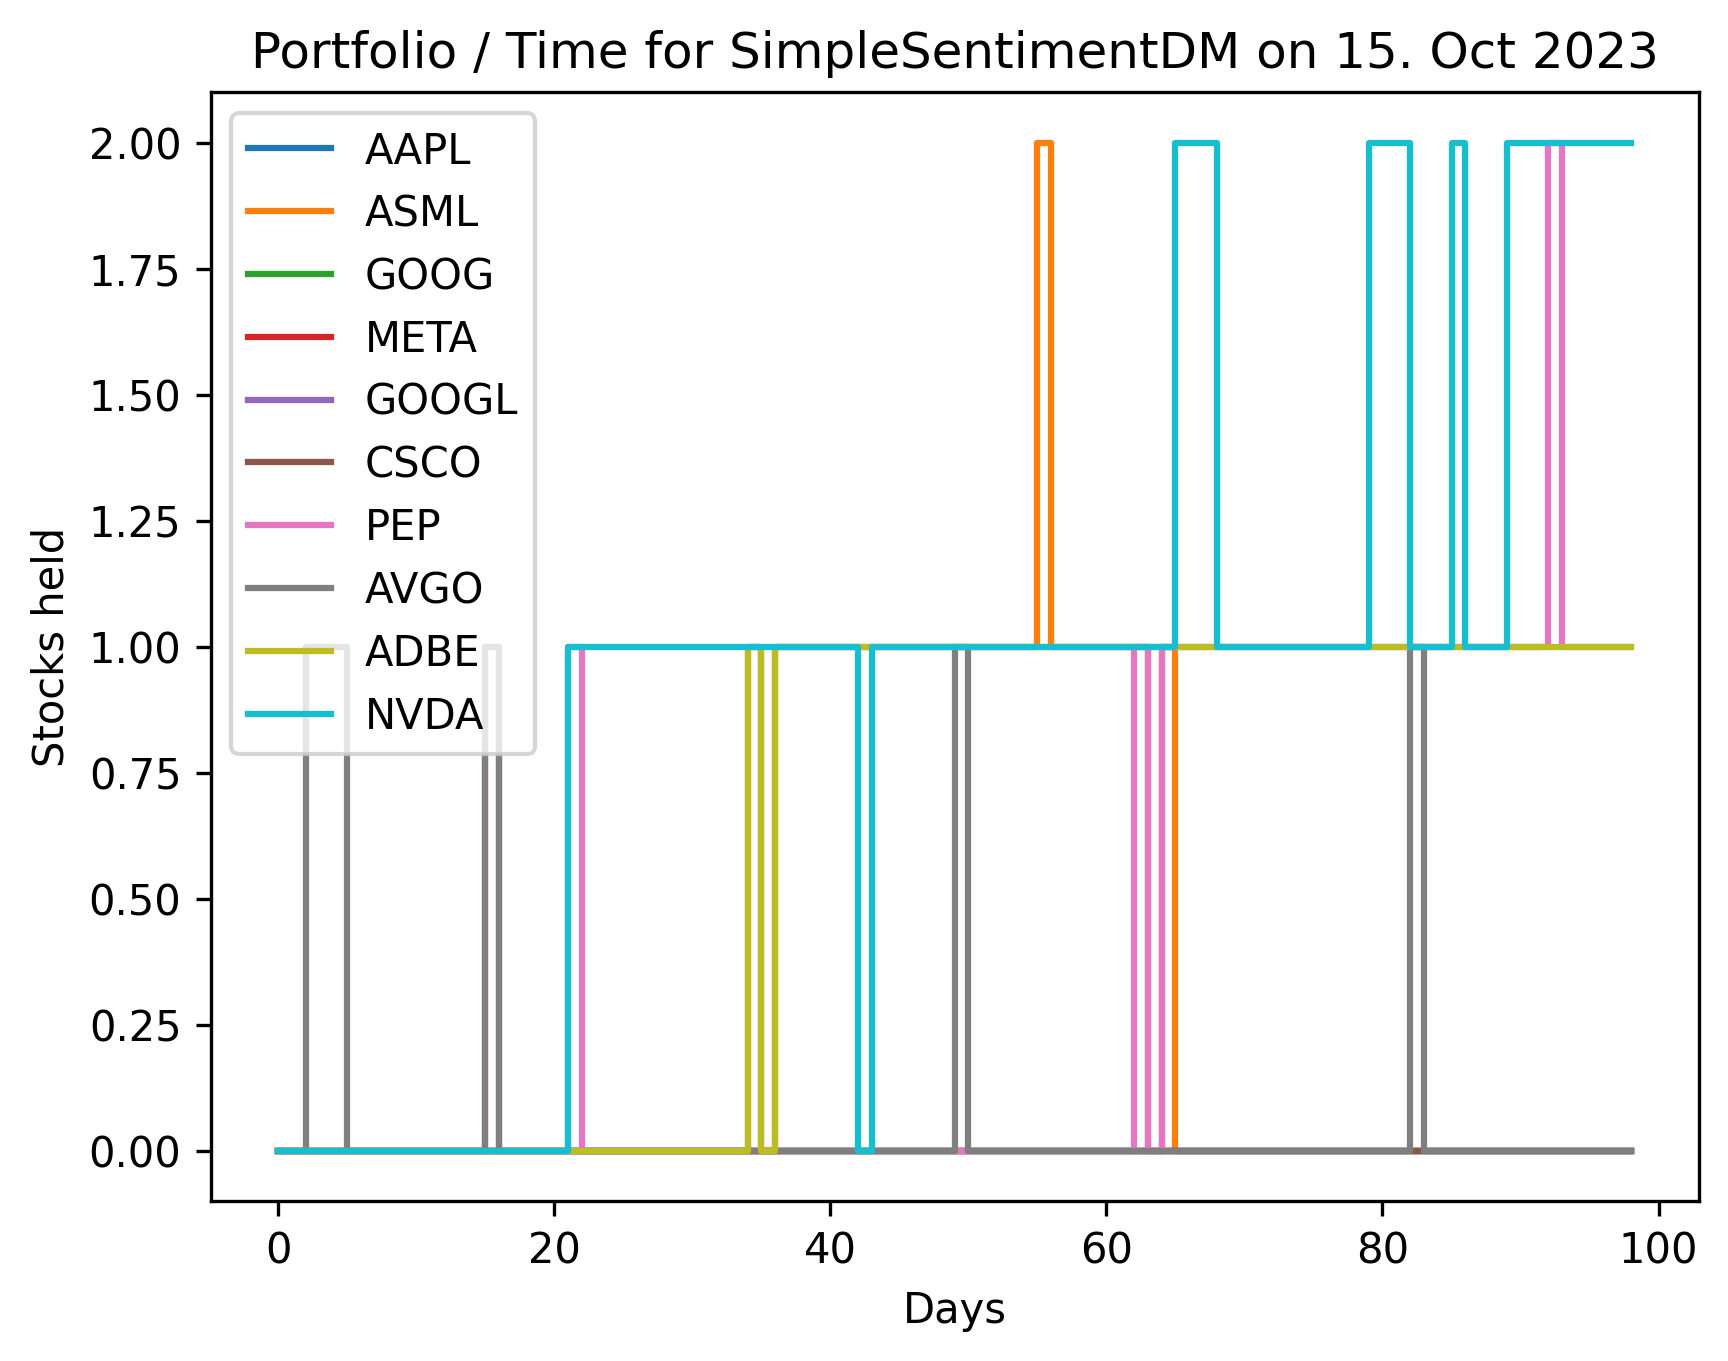 Portfolio / Time for SimpleSentimentDM on 15. Oct 2023
AAPL
ASML
GOOG
META
GOOGL
CSCO
PEP
AVGO
ADBE
NVDA
Stocks held
2.00
1.75
1.50
1.25
1.00
0.75
0.50
0.25
0.00
0 20 40 60 80 100
Days